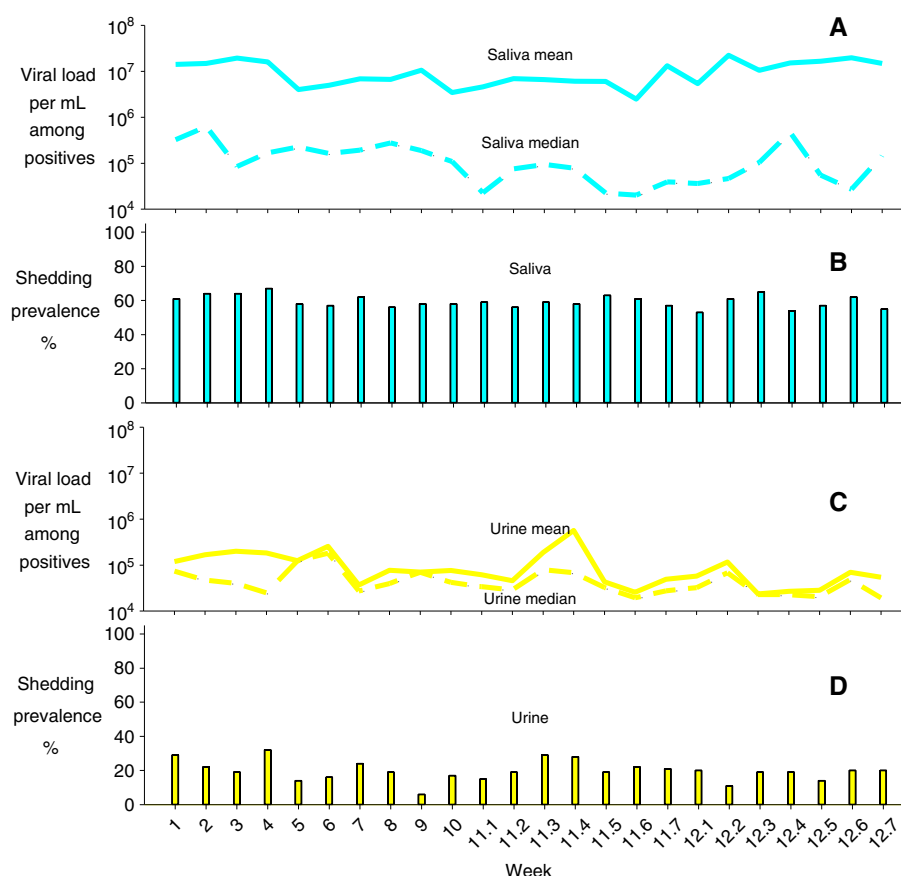 A
Viral load
per mL
among
positives
10^8
10^7
10^6
10^5
10^4
Saliva mean
Saliva median
B
Shedding
prevalence
%
100
80
60
40
20
0
Saliva
C
Viral load
per mL
among
positives
10^8
10^7
10^6
10^5
10^4
Urine mean
Urine median
D
Shedding
prevalence
%
100
80
60
40
20
0
Urine
1 2 3 4 5 6 7 8 9 10 11.1 11.2 11.3 11.4 11.5 11.6 11.7 12.1 12.2 12.3 12.4 12.5 12.6 12.7
Week